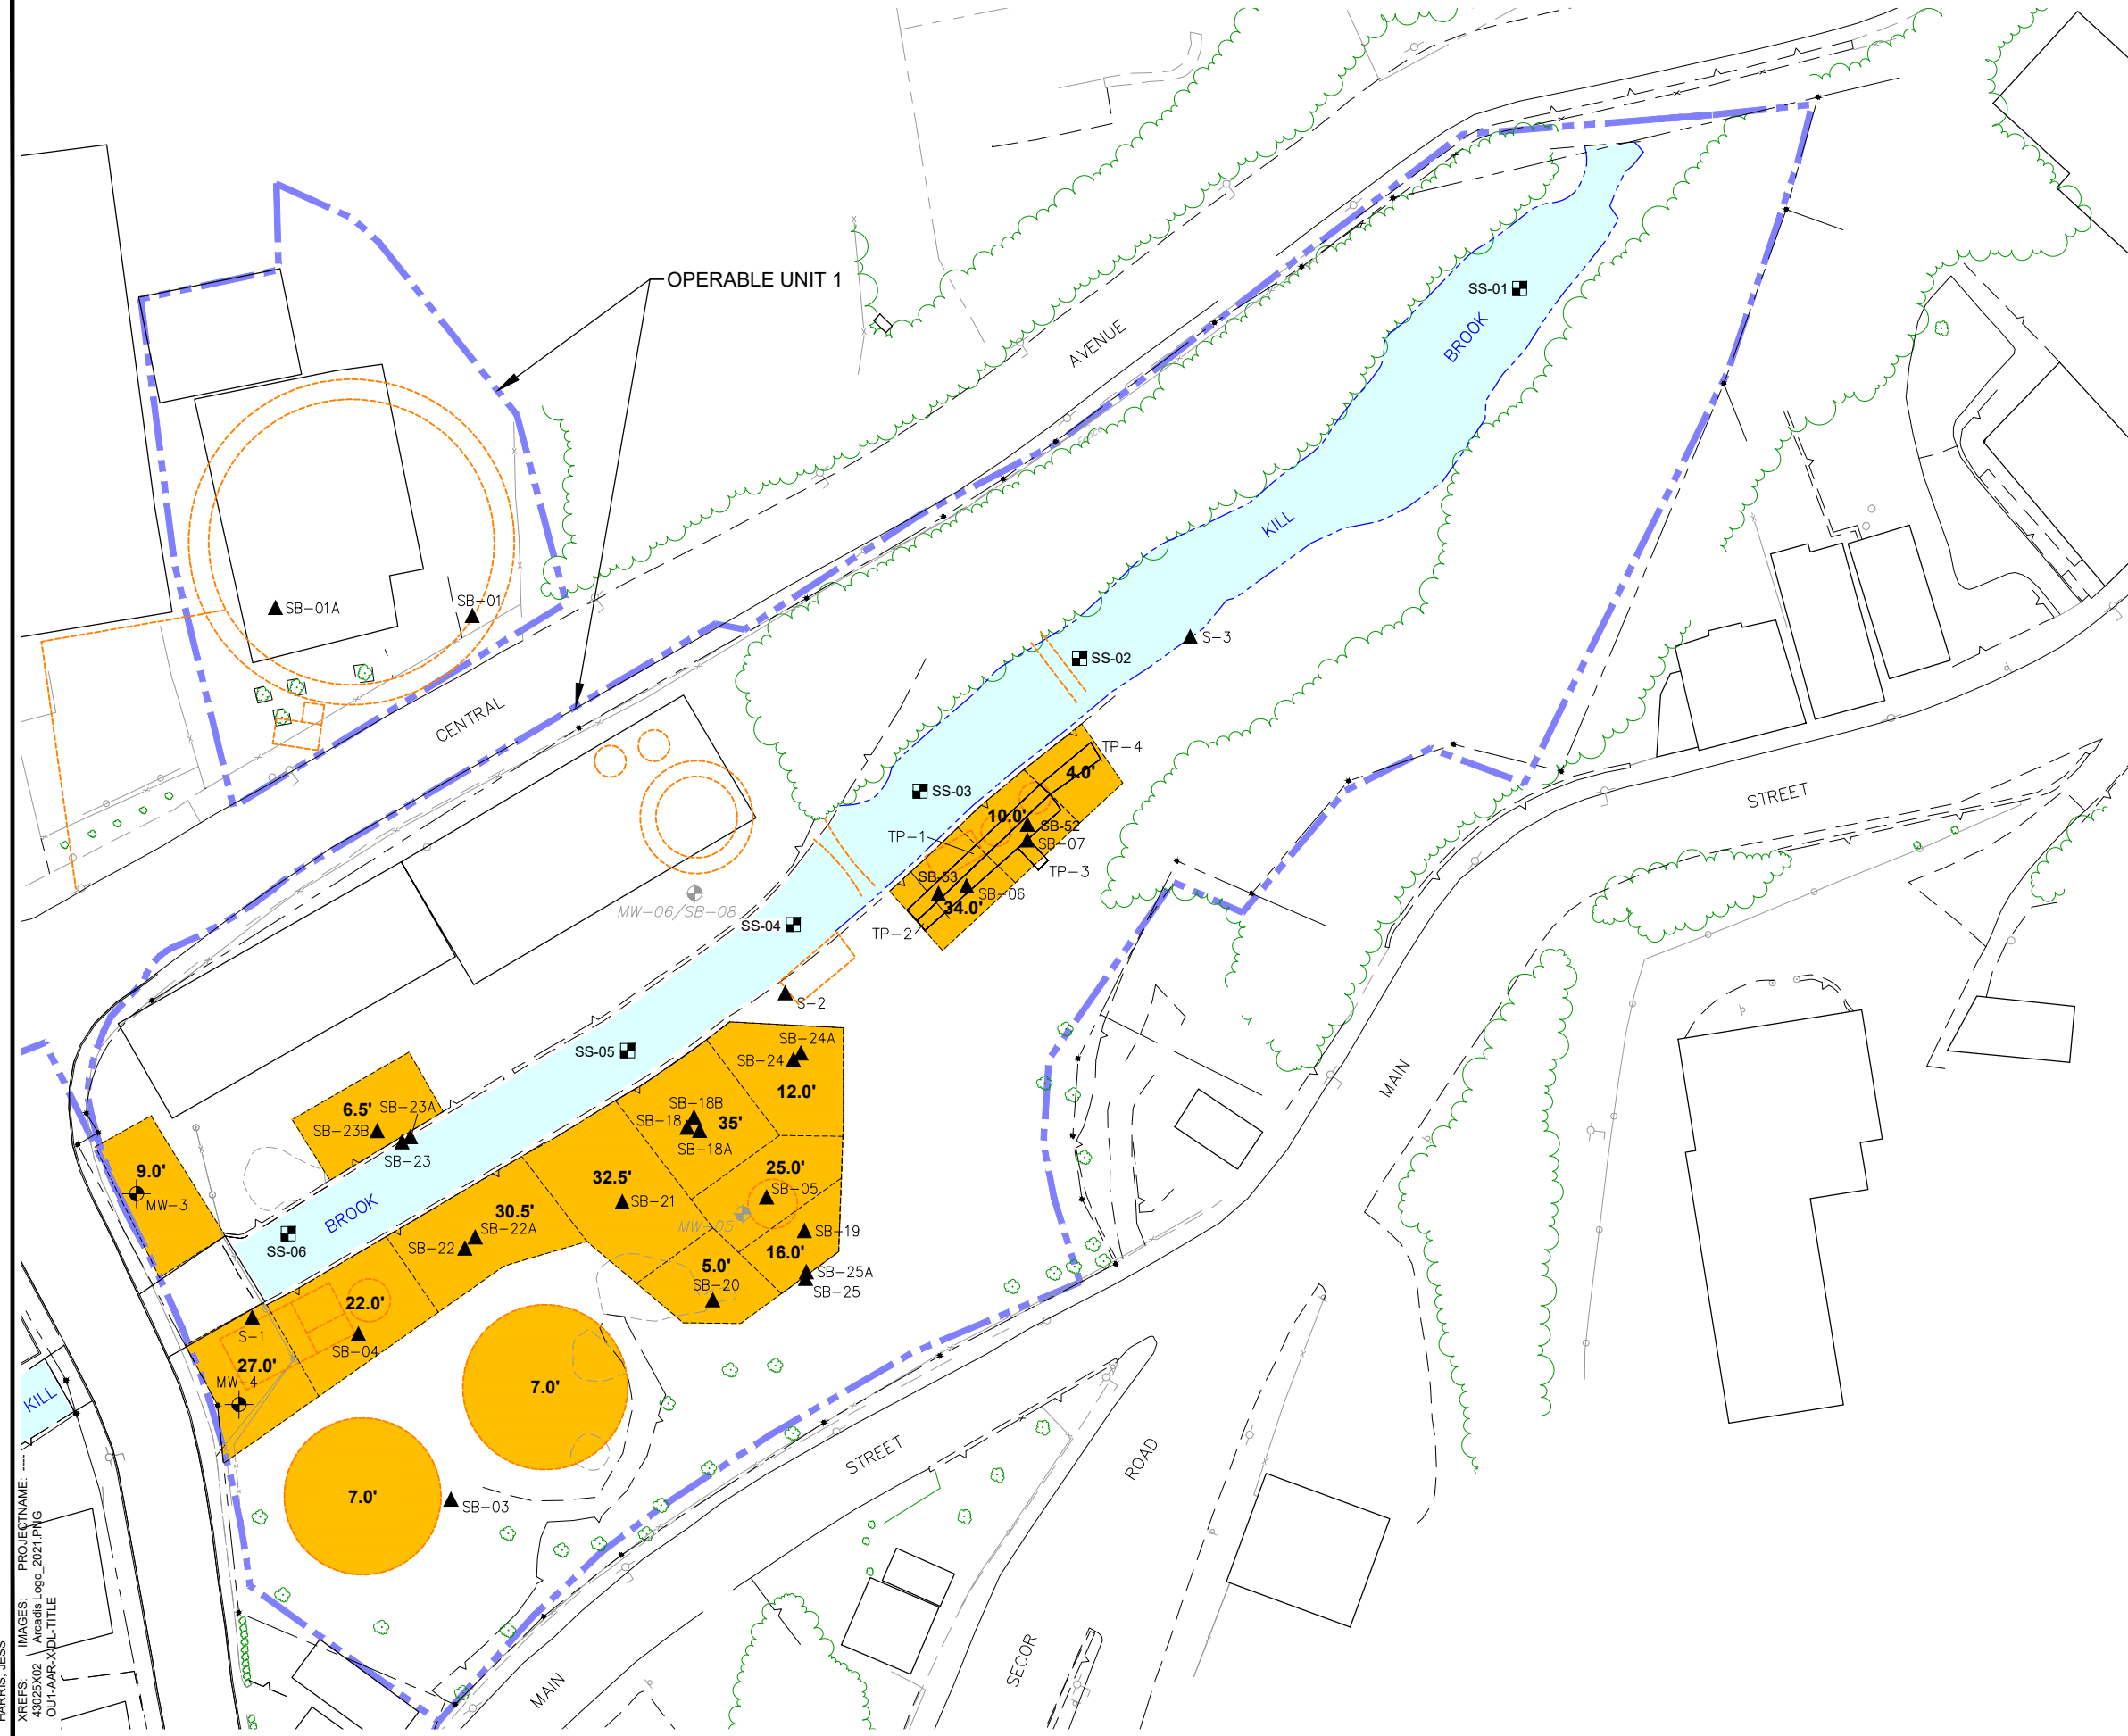 OPERABLE UNIT 1
SS-01
BROOK
AVENUE
KILL
SB-01A
SB-01
S-3
SS-02
CENTRAL
TP-4
4.0'
SS-03
STREET
10.0'
SB-52
TP-1
SB-07
TP-3
SB-53
SB-06
34.0'
MW-06/SB-08
SS-04
TP-2
S-2
SS-05
SB-24A
SB-24
12.0'
MAIN
6.5'
SB-23A
SB-23B
SB-23
SB-18B
SB-18
35'
SB-18A
9.0'
MW-3
32.5'
SB-21
25.0'
SB-05
BROOK
30.5'
SB-22A
SB-22
MW-05
SB-19
SS-06
16.0'
5.0'
SB-25A
SB-25
SB-20
22.0'
S-1
SB-04
27.0'
MW-4
7.0'
KILL
STREET
ROAD
7.0'
SB-03
SECOR
MAIN
HARRIS, JESS
XREFS: IMAGES: PROJECTNAME: ----
43025X02 Arcadis Logo_2021.PNG
OU1-AAR-X-DL-TITLE